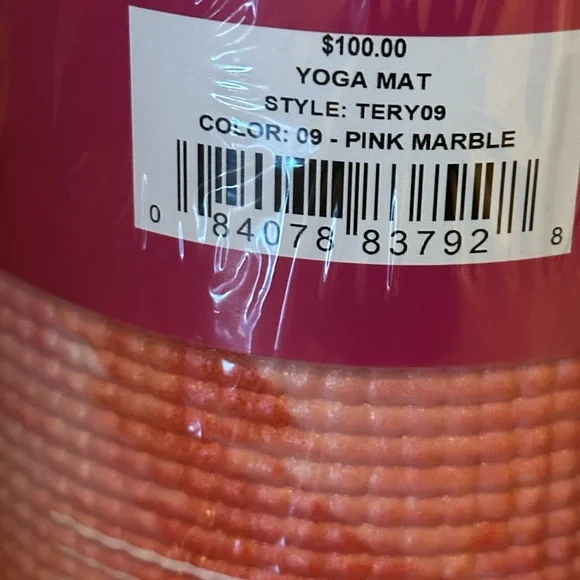 $100.00
YOGA MAT
STYLE: TERY09
COLOR: 09 - PINK MARBLE
0 84078 83792 8